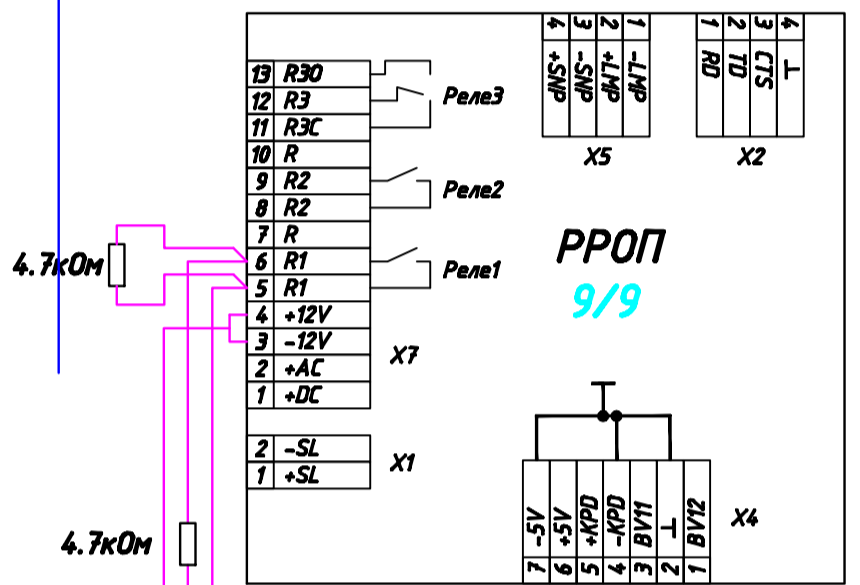 4 3 2 1
+SNP -SNP +LMP -LMP
X5
1 2 3 4
RD TD CTS ⊥
X2
13 R3O
12 R3
11 R3C
Реле3
10 R
9 R2
8 R2
Реле2
7 R
6 R1
5 R1
Реле1
4 +12V
3 -12V
2 +AC
1 +DC
X7
4.7кОм
РРОП
9/9
2 -SL
1 +SL
X1
4.7кОм
-5V +5V +KPD -KPD BV11 ⊥ BV12
7 6 5 4 3 2 1
X4